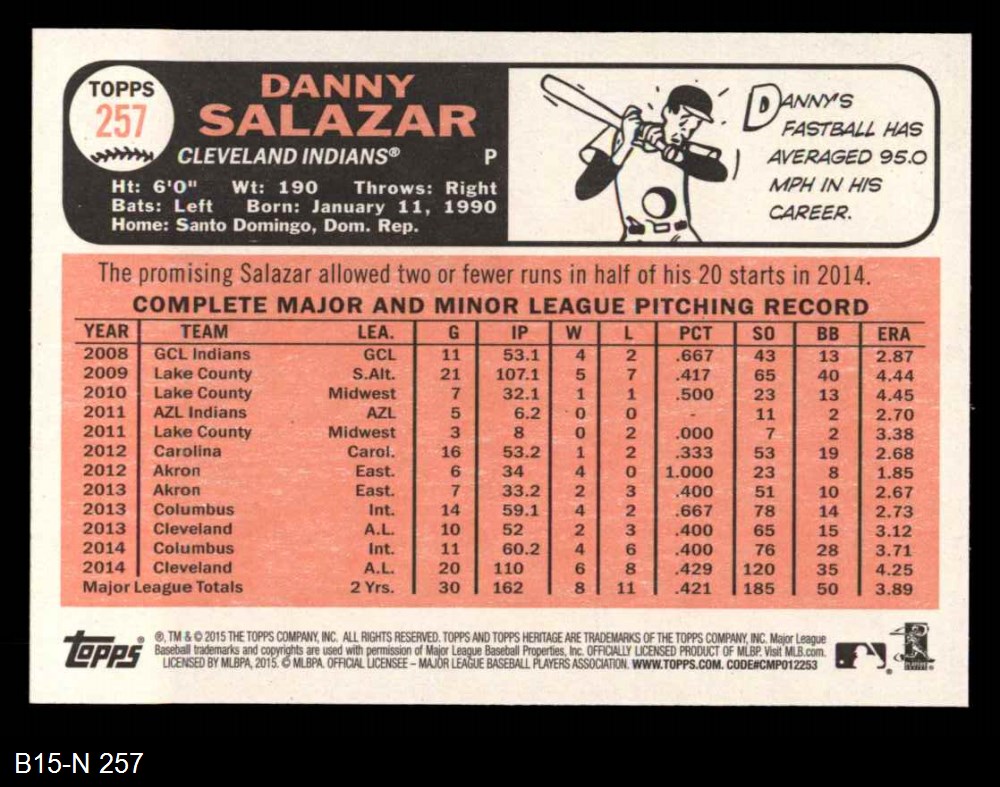 TOPPS
257
DANNY
SALAZAR
CLEVELAND INDIANS® P
Ht: 6'0" Wt: 190 Throws: Right
Bats: Left Born: January 11, 1990
Home: Santo Domingo, Dom. Rep.
DANNY'S
FASTBALL HAS
AVERAGED 95.0
MPH IN HIS
CAREER.
The promising Salazar allowed two or fewer runs in half of his 20 starts in 2014.
COMPLETE MAJOR AND MINOR LEAGUE PITCHING RECORD
YEAR TEAM LEA. G IP W L PCT SO BB ERA
2008 GCL Indians GCL 11 53.1 4 2 .667 43 13 2.87
2009 Lake County S.Alt. 21 107.1 5 7 .417 65 40 4.44
2010 Lake County Midwest 7 32.1 1 1 .500 23 13 4.45
2011 AZL Indians AZL 5 6.2 0 0 - 11 2 2.70
2011 Lake County Midwest 3 8 0 2 .000 7 2 3.38
2012 Carolina Carol. 16 53.2 1 2 .333 53 19 2.68
2012 Akron East. 6 34 4 0 1.000 23 8 1.85
2013 Akron East. 7 33.2 2 3 .400 51 10 2.67
2013 Columbus Int. 14 59.1 4 2 .667 78 14 2.73
2013 Cleveland A.L. 10 52 2 3 .400 65 15 3.12
2014 Columbus Int. 11 60.2 4 6 .400 76 28 3.71
2014 Cleveland A.L. 20 110 6 8 .429 120 35 4.25
Major League Totals 2 Yrs. 30 162 8 11 .421 185 50 3.89
topps®
®, TM & © 2015 THE TOPPS COMPANY, INC. ALL RIGHTS RESERVED. TOPPS AND TOPPS HERITAGE ARE TRADEMARKS OF THE TOPPS COMPANY, INC. Major League
Baseball trademarks and copyrights are used with permission of Major League Baseball Properties, Inc. OFFICIALLY LICENSED PRODUCT OF MLBP. Visit MLB.com.
LICENSED BY MLBPA, 2015. © MLBPA. OFFICIAL LICENSEE – MAJOR LEAGUE BASEBALL PLAYERS ASSOCIATION. WWW.TOPPS.COM. CODE#CMP012253
B15-N 257